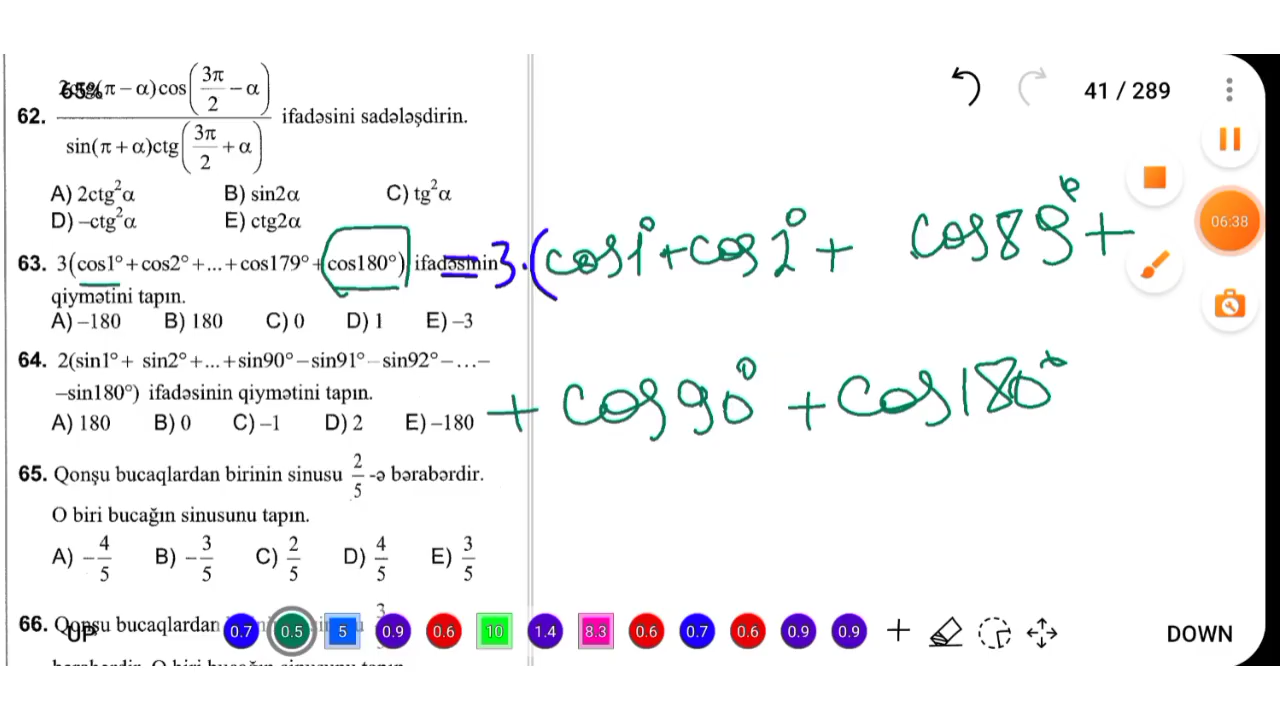 65%
62. 2 (π – α)cos(3π/2 – α) / sin(π + α)ctg(3π/2 + α) ifadəsini sadələşdirin.
A) 2ctg²α B) sin2α C) tg²α
D) –ctg²α E) ctg2α
63. 3(cos1° + cos2° + ... + cos179° + cos180°) ifadəsinin
qiymətini tapın.
A) –180 B) 180 C) 0 D) 1 E) –3
64. 2(sin1° + sin2° + ... + sin90° – sin91° – sin92° – ... –
–sin180°) ifadəsinin qiymətini tapın.
A) 180 B) 0 C) –1 D) 2 E) –180
65. Qonşu bucaqlardan birinin sinusu 2/5 -ə bərabərdir.
O biri bucağın sinusunu tapın.
A) –4/5 B) –3/5 C) 2/5 D) 4/5 E) 3/5
66. Qonşu bucaqlardan
UP
= 3·(cos1° + cos2° + cos89° +
+ cos90° + cos180°
41 / 289
06:38
0.7 0.5 5 0.9 0.6 10 1.4 8.3 0.6 0.7 0.6 0.9 0.9
DOWN